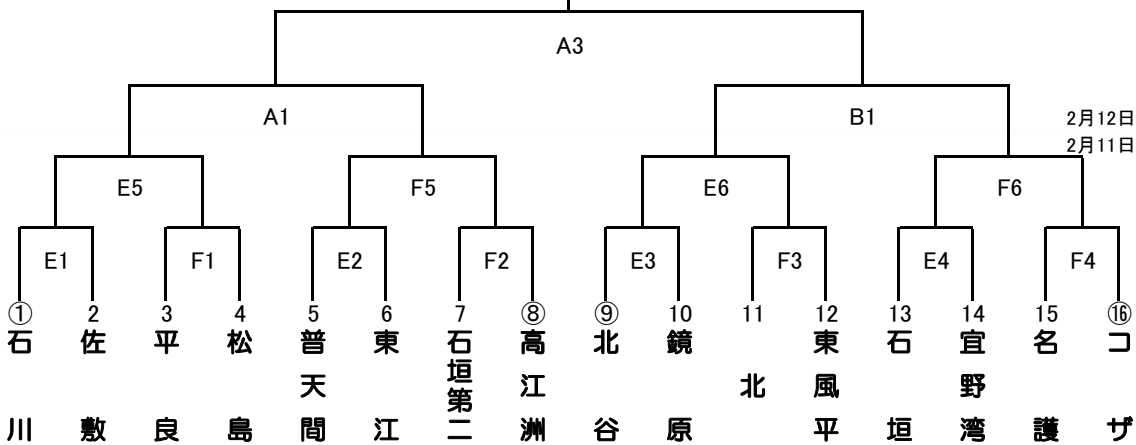 A3
A1 B1 2月12日
2月11日
E5 F5 E6 F6
E1 F1 E2 F2 E3 F3 E4 F4
① 2 3 4 5 6 7 ⑧ ⑨ 10 11 12 13 14 15 ⑯
石川 佐敷 平良 松島 普天間 東江 石垣第二 高江洲 北谷 鏡原 北 東風平 石垣 宜野湾 名護 コザ